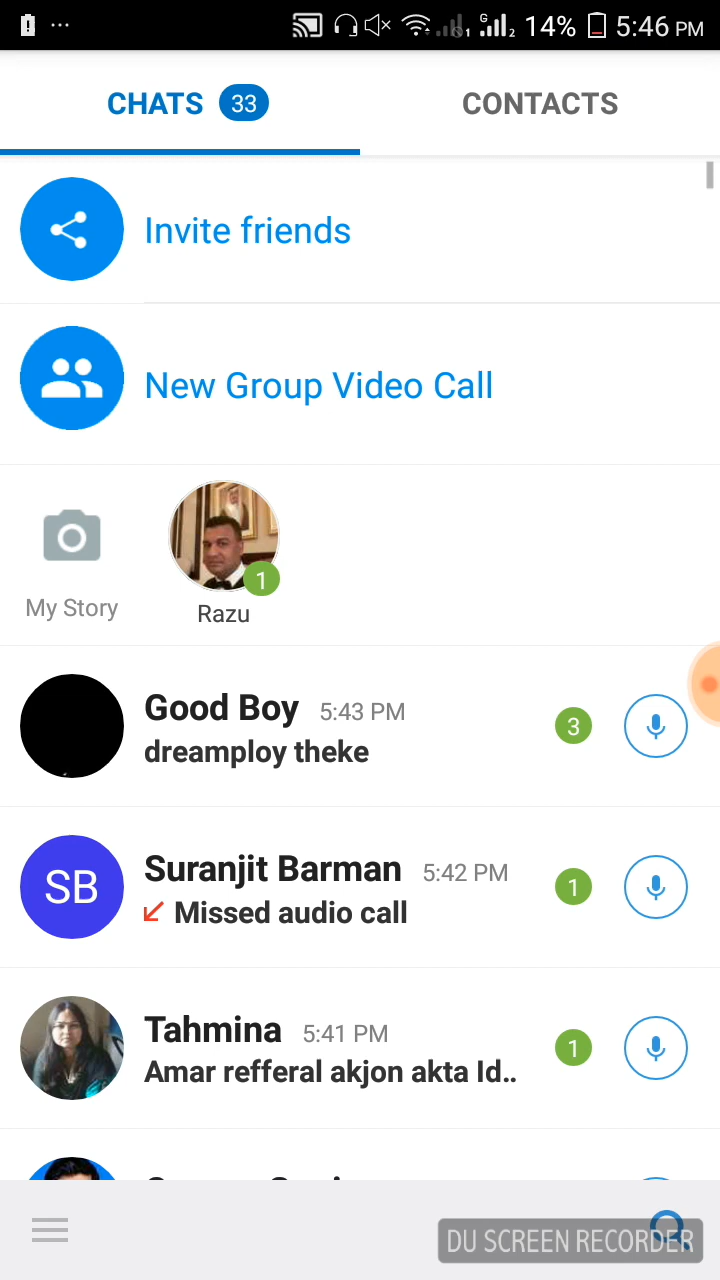 14% 5:46 PM
CHATS 33 CONTACTS
Invite friends
New Group Video Call
1
My Story Razu
Good Boy 5:43 PM
dreamploy theke 3
SB
Suranjit Barman 5:42 PM
Missed audio call 1
Tahmina 5:41 PM
Amar refferal akjon akta Id.. 1
DU SCREEN RECORDER